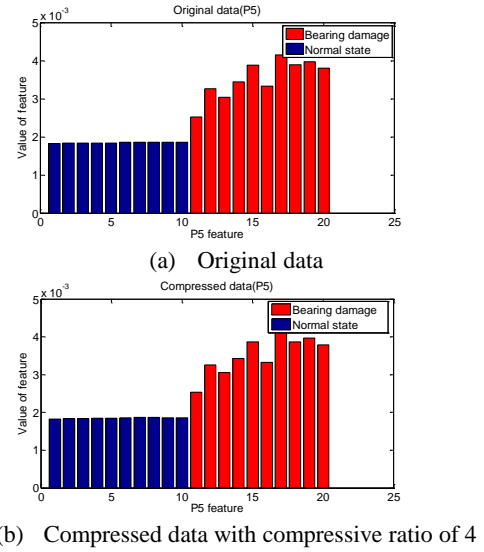 Original data(P5)
x 10-3
5
4
3
2
1
0
Value of feature
Bearing damage
Normal state
0 5 10 15 20 25
P5 feature
(a) Original data
Compressed data(P5)
x 10-3
5
4
3
2
1
0
Value of feature
Bearing damage
Normal state
0 5 10 15 20 25
P5 feature
(b) Compressed data with compressive ratio of 4